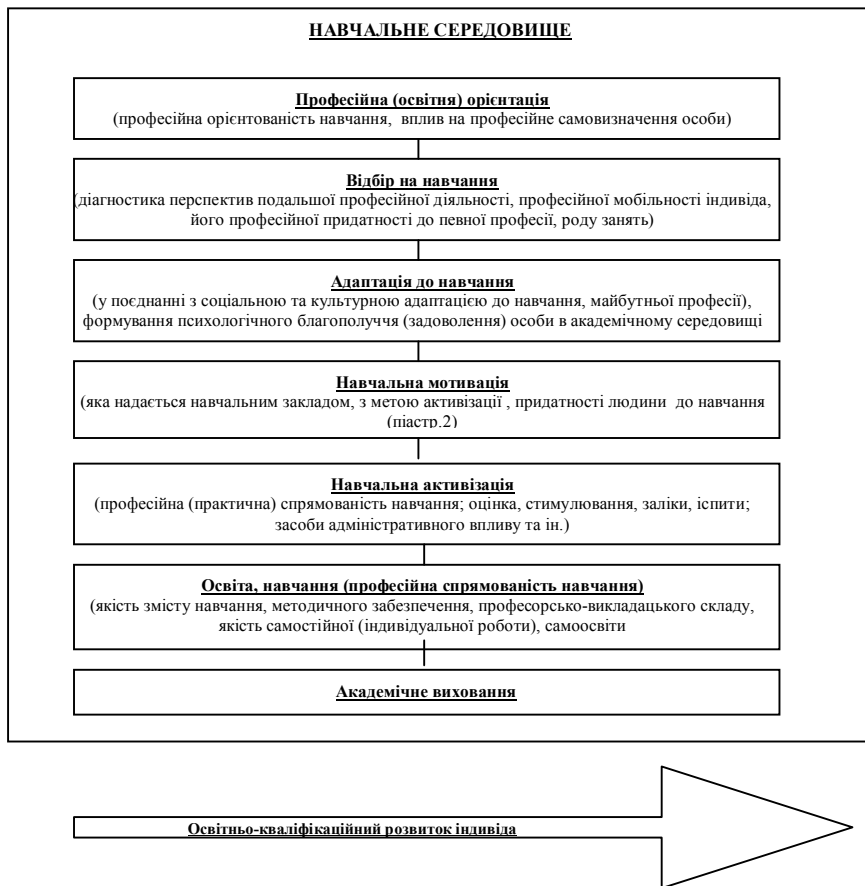 НАВЧАЛЬНЕ СЕРЕДОВИЩЕ
Професійна (освітня) орієнтація
(професійна орієнтованість навчання, вплив на професійне самовизначення особи)
Відбір на навчання
(діагностика перспектив подальшої професійної діяльності, професійної мобільності індивіда,
його професійної придатності до певної професії, роду занять)
Адаптація до навчання
(у поєднанні з соціальною та культурною адаптацією до навчання, майбутньої професії),
формування психологічного благополуччя (задоволення) особи в академічному середовищі
Навчальна мотивація
(яка надається навчальним закладом, з метою активізації , придатності людини до навчання
(піастр.2)
Навчальна активізація
(професійна (практична) спрямованість навчання; оцінка, стимулювання, заліки, іспити;
засоби адміністративного впливу та ін.)
Освіта, навчання (професійна спрямованість навчання)
(якість змісту навчання, методичного забезпечення, професорсько-викладацького складу,
якість самостійної (індивідуальної роботи), самоосвіти
Академічне виховання
Освітньо-кваліфікаційний розвиток індивіда